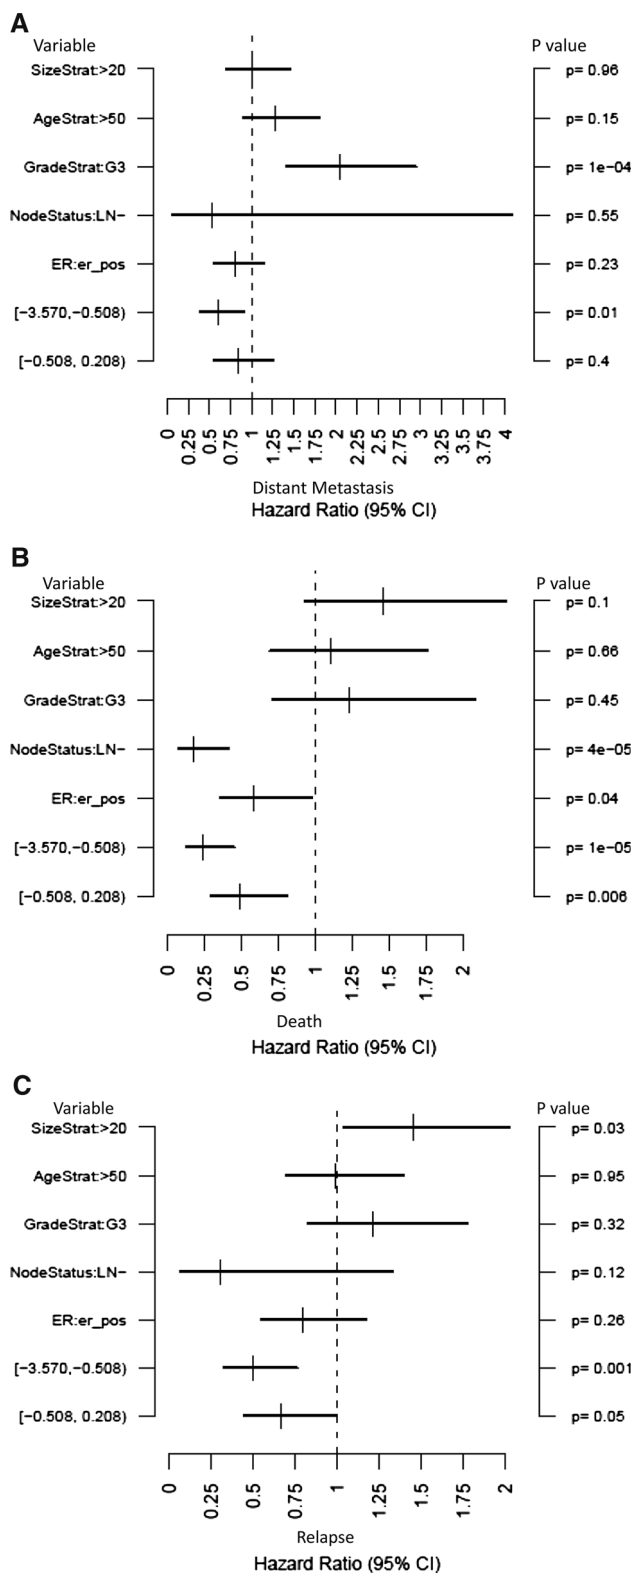 A
Variable P value
SizeStrat:>20 p= 0.96
AgeStrat:>50 p= 0.15
GradeStrat:G3 p= 1e-04
NodeStatus:LN- p= 0.55
ER:er_pos p= 0.23
[-3.570,-0.508) p= 0.01
[-0.508, 0.208) p= 0.4
0 0.25 0.5 0.75 1 1.25 1.5 1.75 2 2.25 2.5 2.75 3 3.25 3.5 3.75 4
Distant Metastasis
Hazard Ratio (95% CI)
B
Variable P value
SizeStrat:>20 p= 0.1
AgeStrat:>50 p= 0.66
GradeStrat:G3 p= 0.45
NodeStatus:LN- p= 4e-05
ER:er_pos p= 0.04
[-3.570,-0.508) p= 1e-05
[-0.508, 0.208) p= 0.006
0 0.25 0.5 0.75 1 1.25 1.5 1.75 2
Death
Hazard Ratio (95% CI)
C
Variable P value
SizeStrat:>20 p= 0.03
AgeStrat:>50 p= 0.95
GradeStrat:G3 p= 0.32
NodeStatus:LN- p= 0.12
ER:er_pos p= 0.26
[-3.570,-0.508) p= 0.001
[-0.508, 0.208) p= 0.05
0 0.25 0.5 0.75 1 1.25 1.5 1.75 2
Relapse
Hazard Ratio (95% CI)